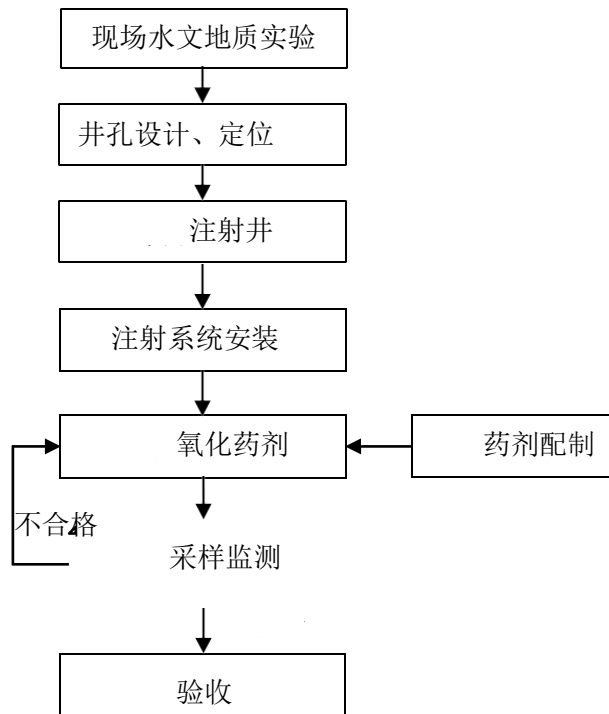 现场水文地质实验
井孔设计、定位
注射井
注射系统安装
氧化药剂
药剂配制
不合格
采样监测
验收